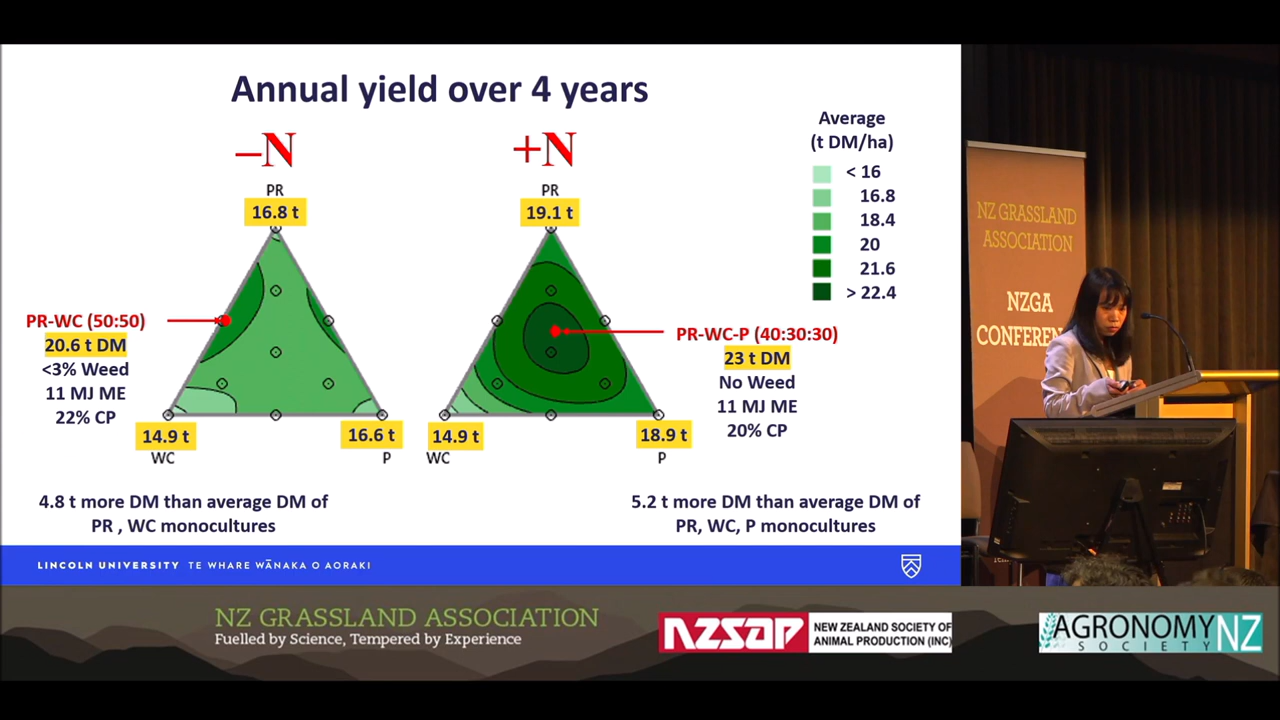 Annual yield over 4 years
–N
+N
PR
16.8 t
PR
19.1 t
Average
(t DM/ha)
< 16
16.8
18.4
20
21.6
> 22.4
PR-WC (50:50)
20.6 t DM
<3% Weed
11 MJ ME
22% CP
PR-WC-P (40:30:30)
23 t DM
No Weed
11 MJ ME
20% CP
14.9 t
WC
16.6 t
P
14.9 t
WC
18.9 t
P
4.8 t more DM than average DM of
PR , WC monocultures
5.2 t more DM than average DM of
PR, WC, P monocultures
LINCOLN UNIVERSITY TE WHARE WĀNAKA O AORAKI
NZ GRASSLAND
ASSOCIATION
NZGA
NZ GRASSLAND ASSOCIATION
Fuelled by Science, Tempered by Experience
NZSAP
NEW ZEALAND SOCIETY OF
ANIMAL PRODUCTION (INC)
AGRONOMY NZ
SOCIETY